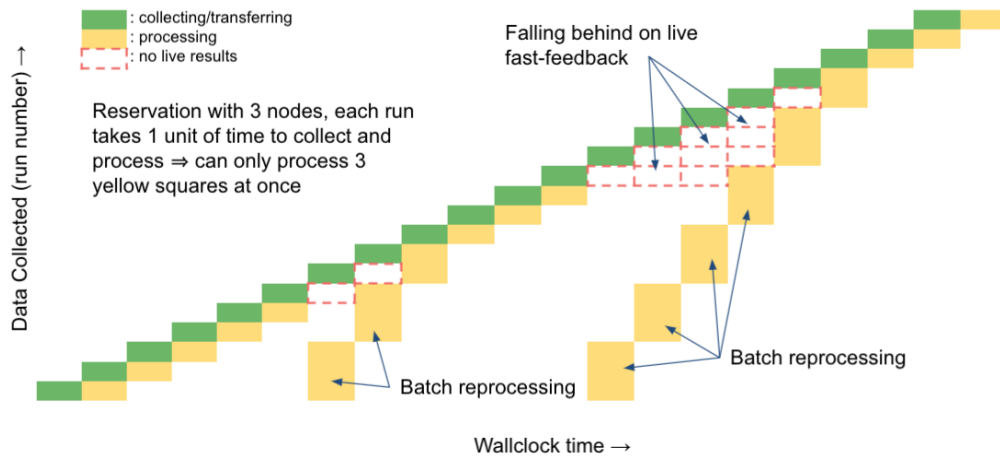 : collecting/transferring
: processing
: no live results
Falling behind on live
fast-feedback
Reservation with 3 nodes, each run
takes 1 unit of time to collect and
process ⇒ can only process 3
yellow squares at once
Data Collected (run number) →
Batch reprocessing
Batch reprocessing
Wallclock time →